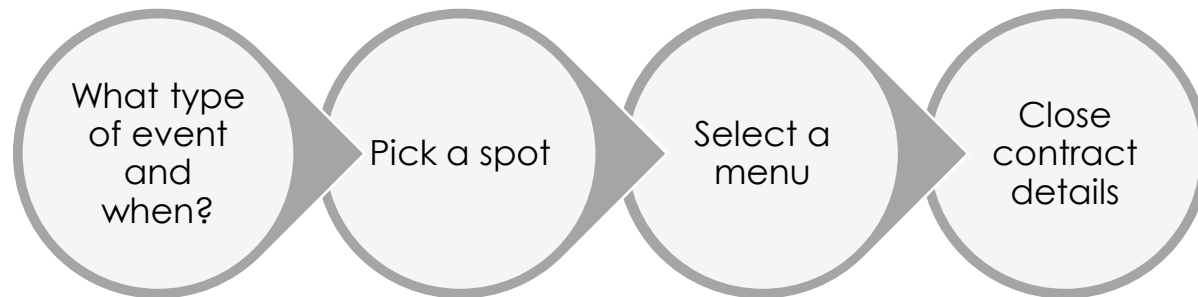 What type
of event
and
when?
Pick a spot
Select a
menu
Close
contract
details